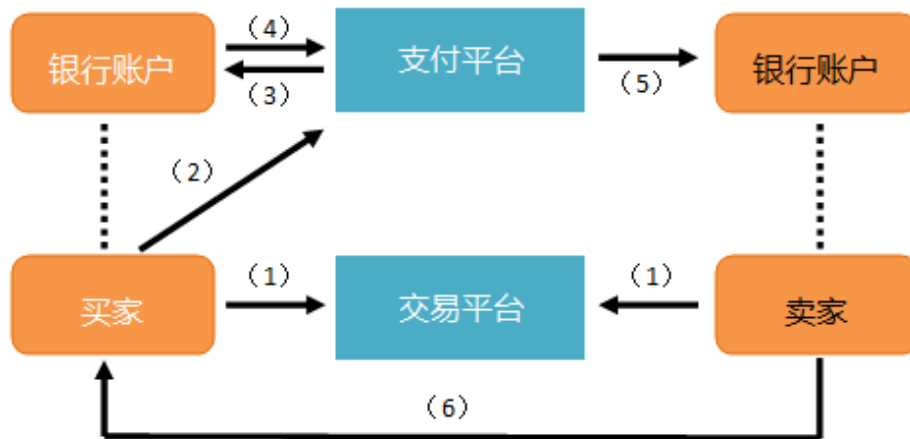 （4）
银行账户
支付平台
银行账户
（3）
（5）
（2）
（1）
（1）
买家
交易平台
卖家
（6）